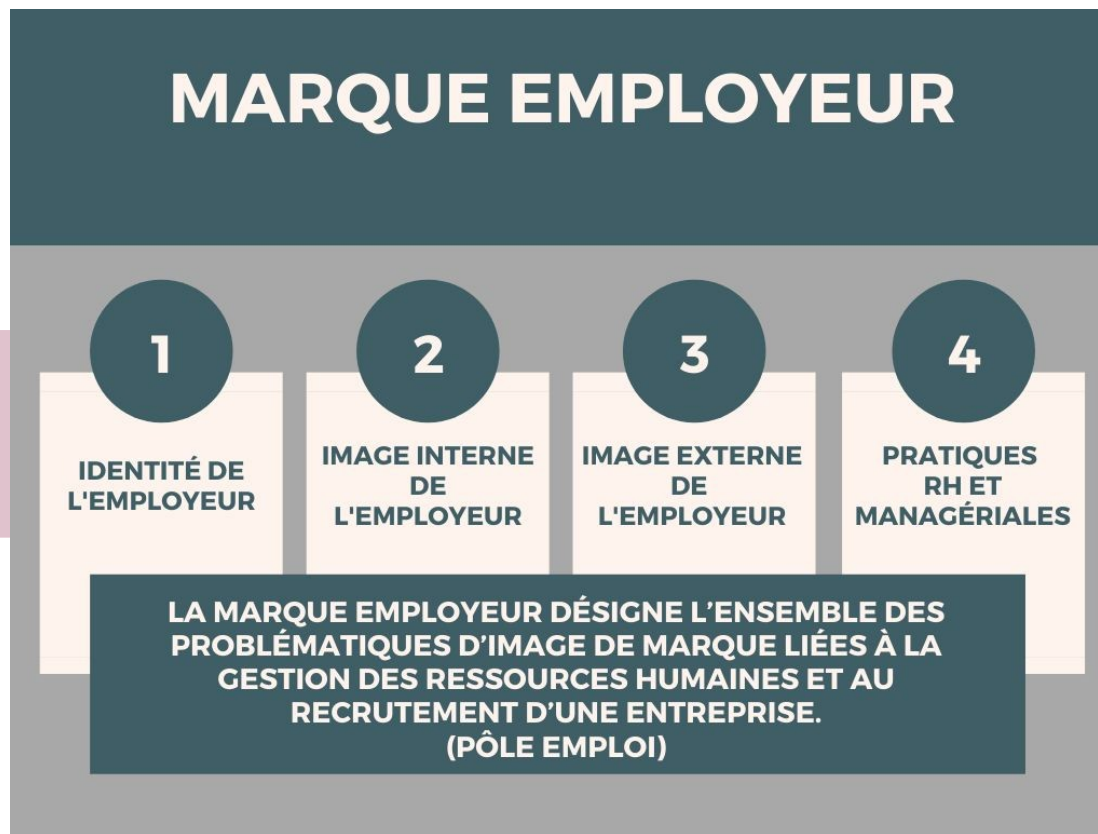 MARQUE EMPLOYEUR
1
IDENTITÉ DE
L'EMPLOYEUR
2
IMAGE INTERNE
DE
L'EMPLOYEUR
3
IMAGE EXTERNE
DE
L'EMPLOYEUR
4
PRATIQUES
RH ET
MANAGÉRIALES
LA MARQUE EMPLOYEUR DÉSIGNE L’ENSEMBLE DES
PROBLÉMATIQUES D’IMAGE DE MARQUE LIÉES À LA
GESTION DES RESSOURCES HUMAINES ET AU
RECRUTEMENT D’UNE ENTREPRISE.
(PÔLE EMPLOI)